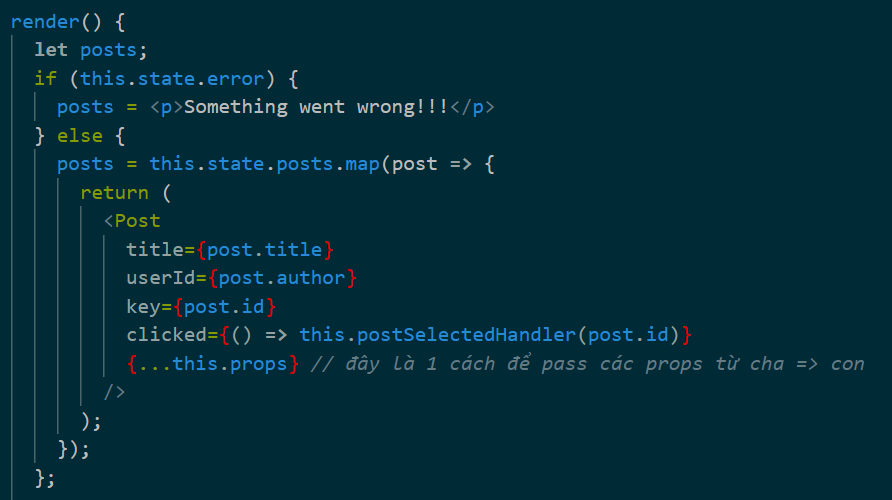 render() {
let posts;
if (this.state.error) {
posts = <p>Something went wrong!!!</p>
} else {
posts = this.state.posts.map(post => {
return (
<Post
title={post.title}
userId={post.author}
key={post.id}
clicked={() => this.postSelectedHandler(post.id)}
{...this.props} // đây là 1 cách để pass các props từ cha => con
/>
);
});
};